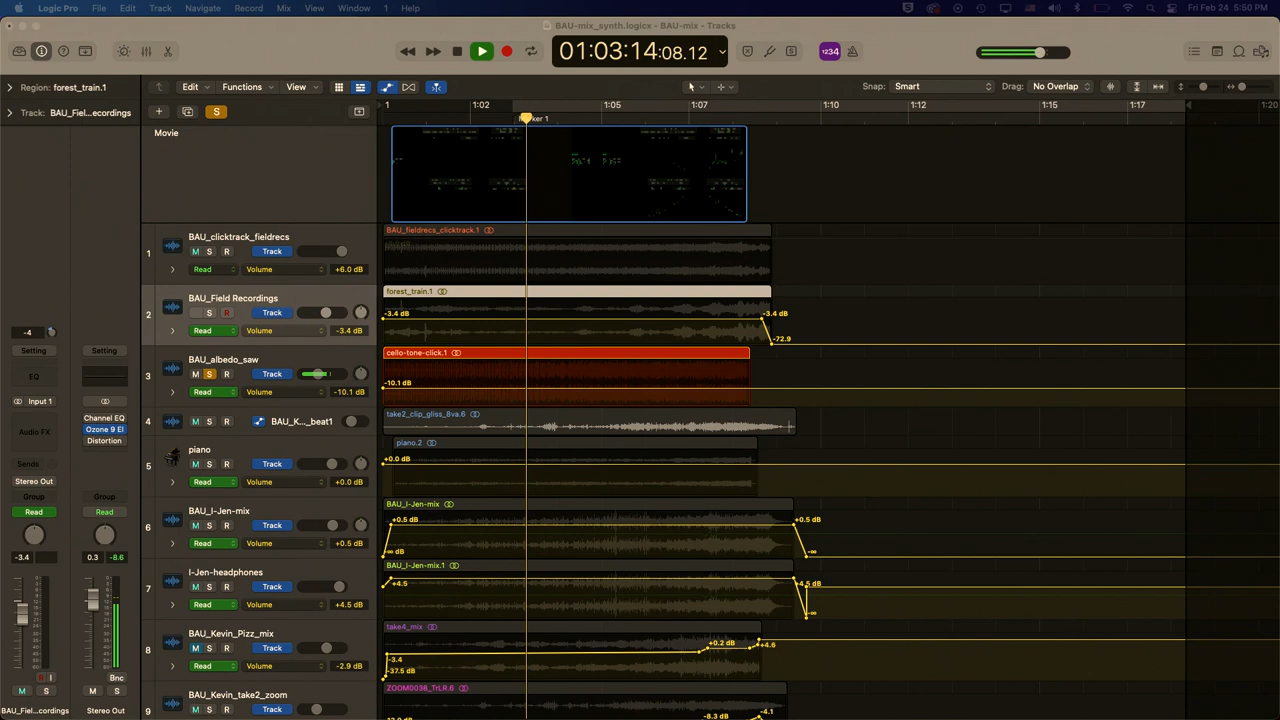 Logic Pro File Edit Track Navigate Record Mix View Window 1 Help
Fri Feb 24 5:50 PM
BAU-mix_synth.logicx - BAU-mix - Tracks
01:03:14:08.12
1234
Region: forest_train.1
Edit Functions View
Snap: Smart
Drag: No Overlap
Track: BAU_Fiel...ecordings
S
1 1:02 1:05 1:07 1:10 1:12 1:15 1:17 1:20
Movie
1
BAU_clicktrack_fieldrecs
M S R Track
Read Volume +6.0 dB
BAU_fieldrecs_clicktrack.1
2
BAU_Field Recordings
S R Track
Read Volume -3.4 dB
forest_train.1
-3.4 dB
-3.4 dB
-72.9
3
BAU_albedo_saw
M S R Track
Read Volume -10.1 dB
cello-tone-click.1
-10.1 dB
4
M S R BAU_K...beat1
take2_clip_gliss_8va.6
5
piano
M S R Track
Read Volume +0.0 dB
piano.2
+0.0 dB
6
BAU_I-Jen-mix
M S R Track
Read Volume +0.5 dB
BAU_I-Jen-mix
+0.5 dB
-∞ dB
+0.5 dB
-∞
7
I-Jen-headphones
M S R Track
Read Volume +4.5 dB
BAU_I-Jen-mix.1
+4.5
+4.5 dB
-∞
8
BAU_Kevin_Pizz_mix
M S R Track
Read Volume -2.9 dB
take4_mix
-3.4
-37.5 dB
+0.2 dB
+4.6
9
BAU_Kevin_take2_zoom
M S R Track
ZOOM0038_TrLR.6
-8.3 dB
-4.1
-4
Setting Setting
EQ
Input 1
Channel EQ
Ozone 9 El
Distortion
Audio FX
Sends
Stereo Out
Group Group
Read Read
-3.4 0.3 -8.6
R I Bnc
M S M S
BAU_Fiel...cordings Stereo Out